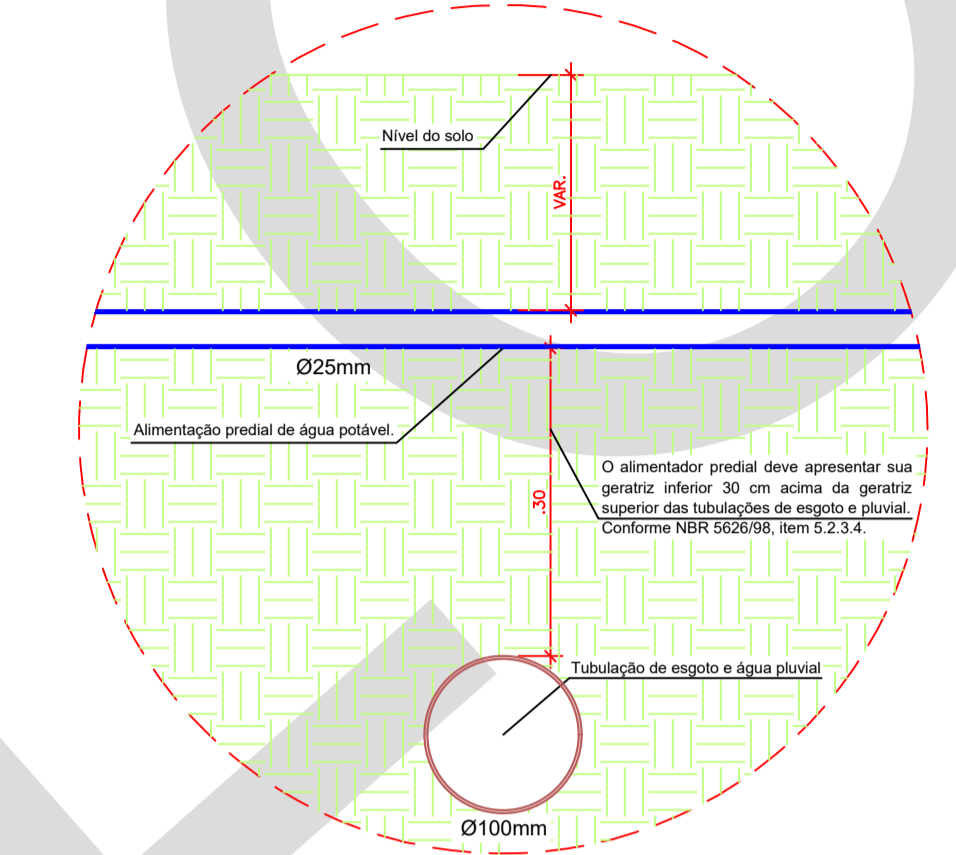 Nível do solo
VAR.
Ø25mm
Alimentação predial de água potável.
O alimentador predial deve apresentar sua
geratriz inferior 30 cm acima da geratriz
superior das tubulações de esgoto e pluvial.
Conforme NBR 5626/98, item 5.2.3.4.
.30
Tubulação de esgoto e água pluvial
Ø100mm